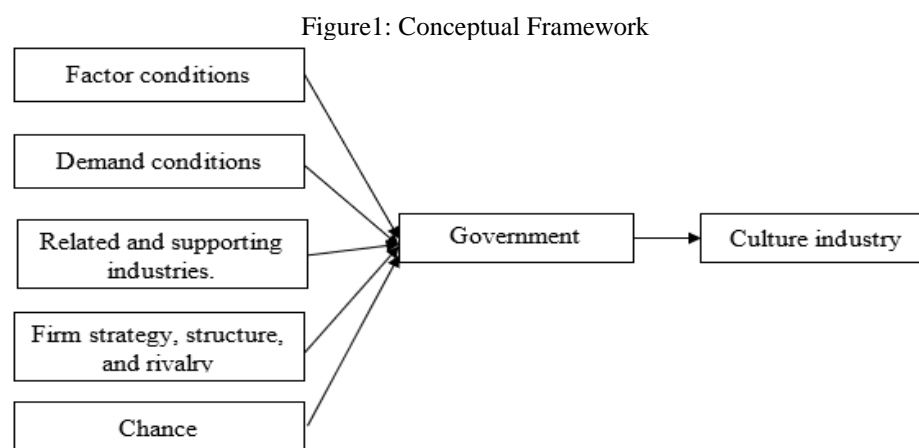 Figure1: Conceptual Framework
Factor conditions
Demand conditions
Related and supporting
industries.
Firm strategy, structure,
and rivalry
Chance
Government
Culture industry